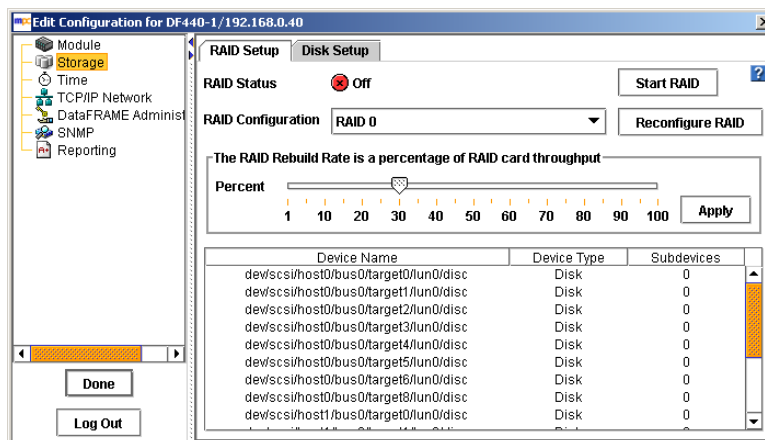 mpc Edit Configuration for DF440-1/192.168.0.40
Module
Storage
Time
TCP/IP Network
DataFRAME Administ
SNMP
Reporting
Done
Log Out
RAID Setup Disk Setup
RAID Status Off Start RAID ?
RAID Configuration RAID 0 Reconfigure RAID
The RAID Rebuild Rate is a percentage of RAID card throughput
Percent
1 10 20 30 40 50 60 70 80 90 100 Apply
Device Name Device Type Subdevices
dev/scsi/host0/bus0/target0/lun0/disc Disk 0
dev/scsi/host0/bus0/target1/lun0/disc Disk 0
dev/scsi/host0/bus0/target2/lun0/disc Disk 0
dev/scsi/host0/bus0/target3/lun0/disc Disk 0
dev/scsi/host0/bus0/target4/lun0/disc Disk 0
dev/scsi/host0/bus0/target5/lun0/disc Disk 0
dev/scsi/host0/bus0/target6/lun0/disc Disk 0
dev/scsi/host0/bus0/target8/lun0/disc Disk 0
dev/scsi/host1/bus0/target0/lun0/disc Disk 0